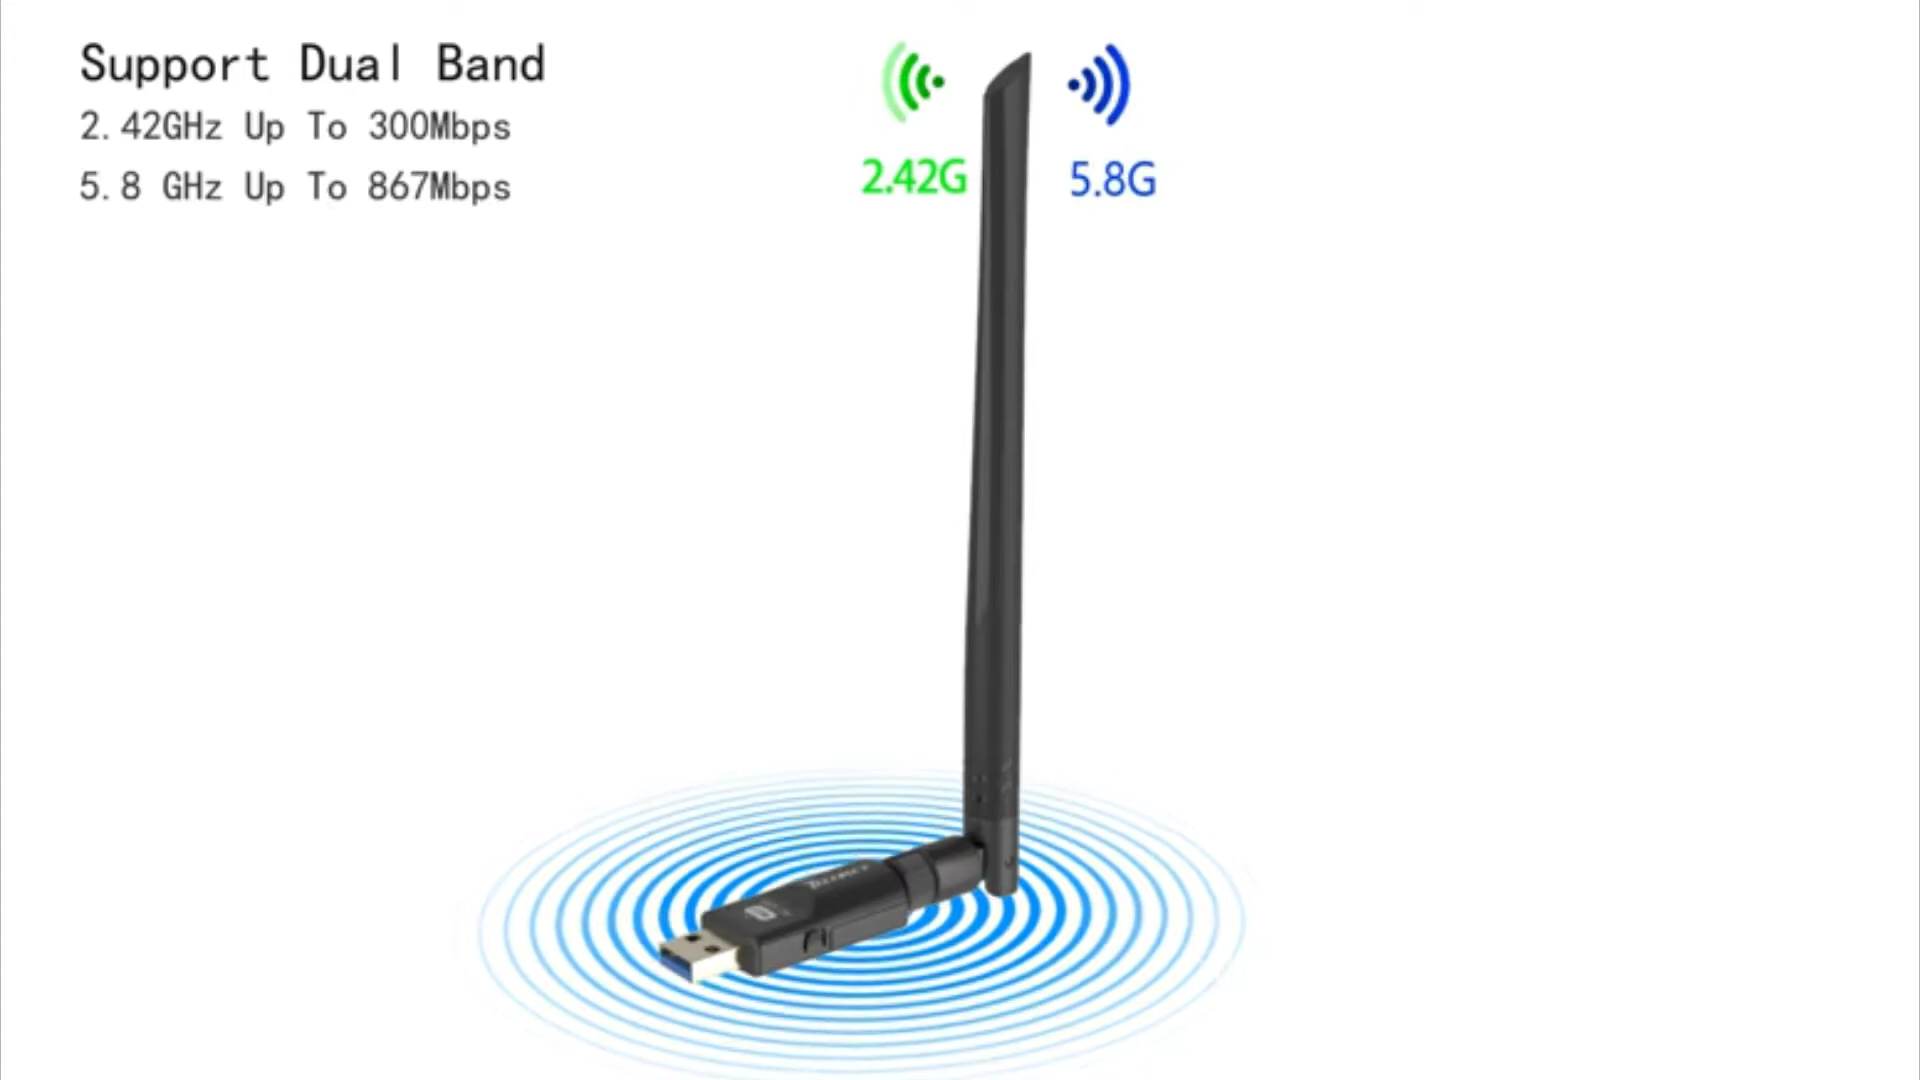 Support Dual Band
2.42GHz Up To 300Mbps
5.8 GHz Up To 867Mbps
2.42G
5.8G